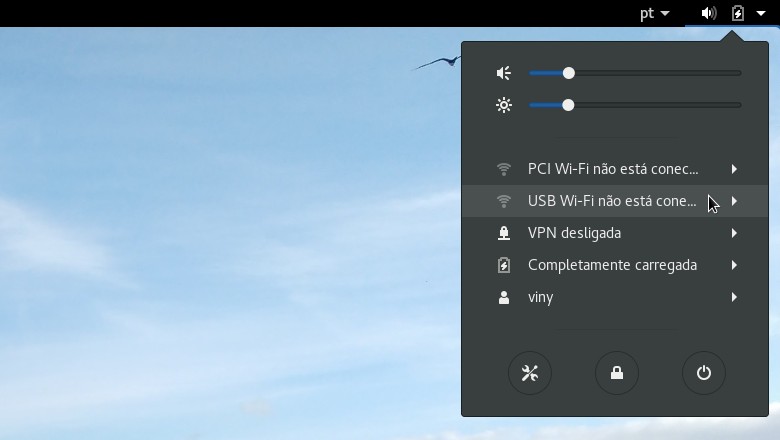 pt
PCI Wi-Fi não está conec...
USB Wi-Fi não está cone...
VPN desligada
Completamente carregada
viny